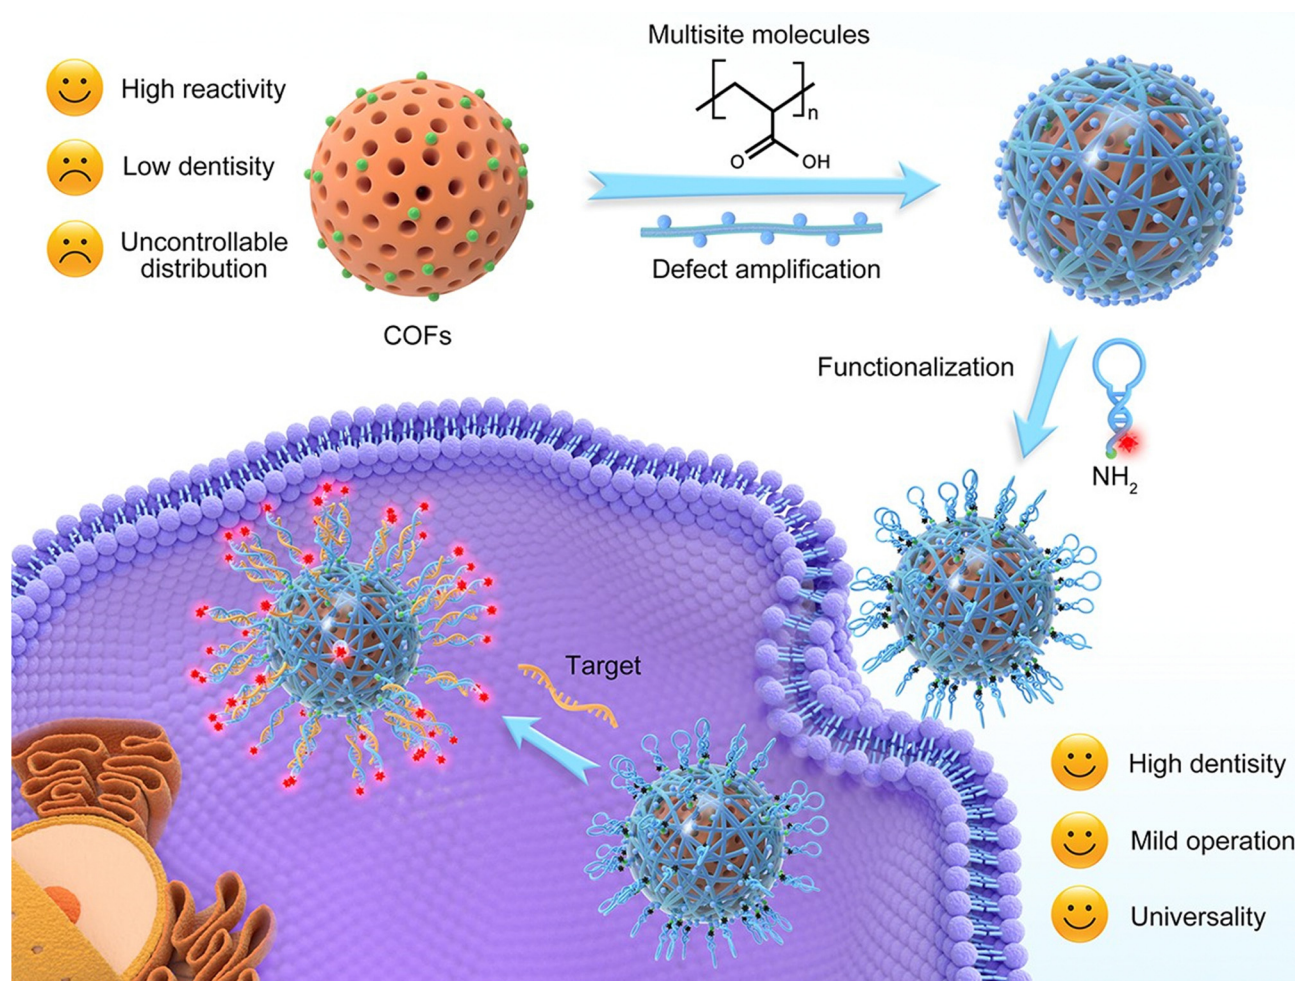 Multisite molecules
n
O
OH
High reactivity
Low dentisity
Uncontrollable
distribution
COFs
Defect amplification
Functionalization
NH₂
Target
High dentisity
Mild operation
Universality